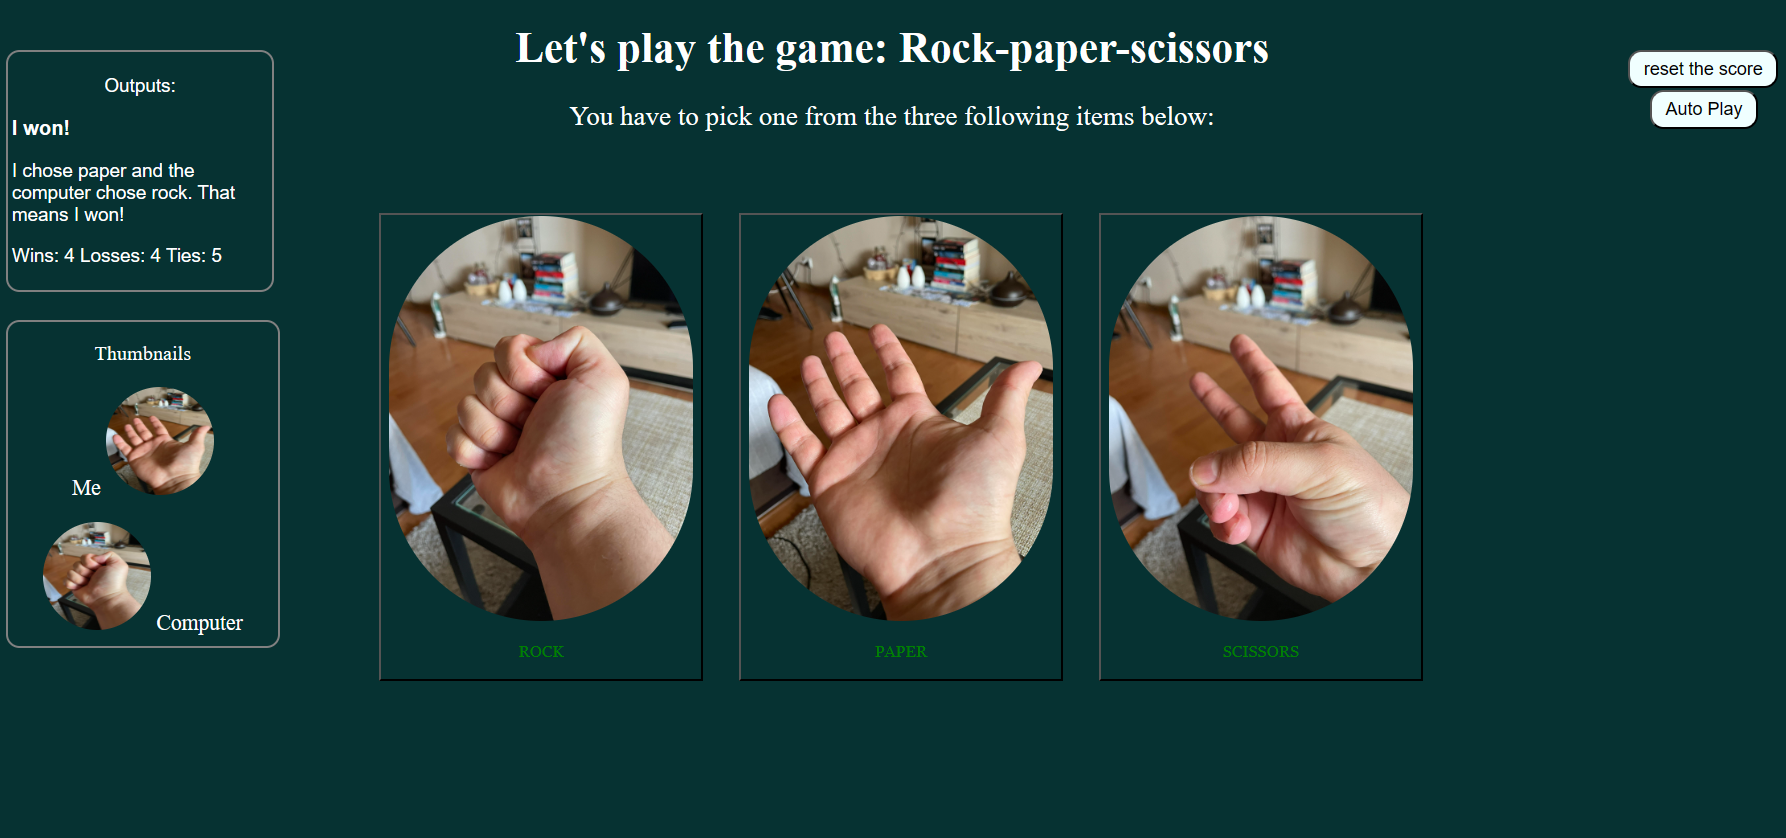 Let's play the game: Rock-paper-scissors
You have to pick one from the three following items below:
reset the score
Auto Play
Outputs:
I won!
I chose paper and the
computer chose rock. That
means I won!
Wins: 4 Losses: 4 Ties: 5
Thumbnails
Me
Computer
ROCK
PAPER
SCISSORS